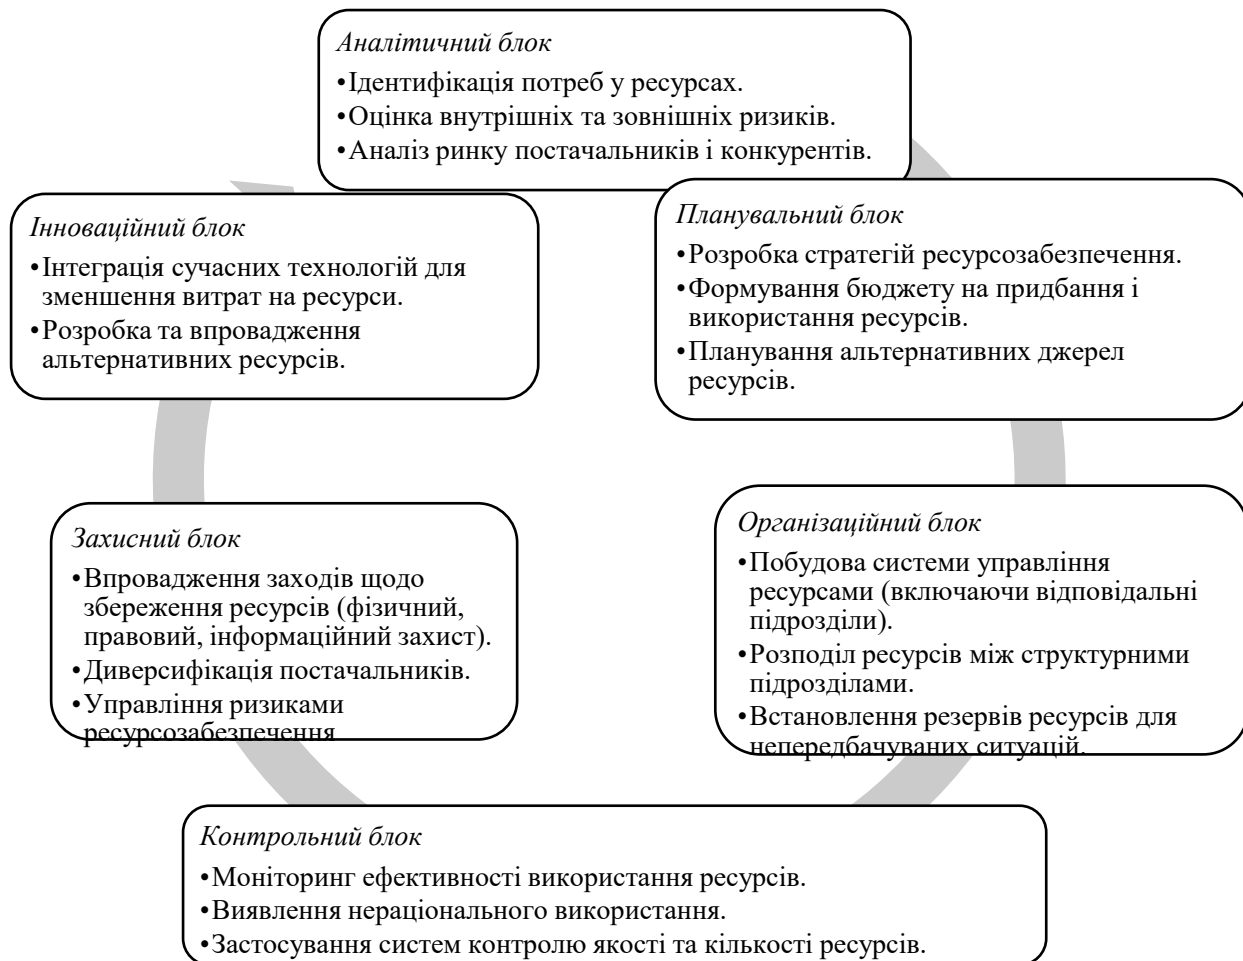 Аналітичний блок
•Ідентифікація потреб у ресурсах.
•Оцінка внутрішніх та зовнішніх ризиків.
•Аналіз ринку постачальників і конкурентів.
Планувальний блок
•Розробка стратегій ресурсозабезпечення.
•Формування бюджету на придбання і
використання ресурсів.
•Планування альтернативних джерел
ресурсів.
Організаційний блок
•Побудова системи управління
ресурсами (включаючи відповідальні
підрозділи).
•Розподіл ресурсів між структурними
підрозділами.
•Встановлення резервів ресурсів для
непередбачуваних ситуацій.
Контрольний блок
•Моніторинг ефективності використання ресурсів.
•Виявлення нераціонального використання.
•Застосування систем контролю якості та кількості ресурсів.
Захисний блок
•Впровадження заходів щодо
збереження ресурсів (фізичний,
правовий, інформаційний захист).
•Диверсифікація постачальників.
•Управління ризиками
ресурсозабезпечення
Інноваційний блок
•Інтеграція сучасних технологій для
зменшення витрат на ресурси.
•Розробка та впровадження
альтернативних ресурсів.